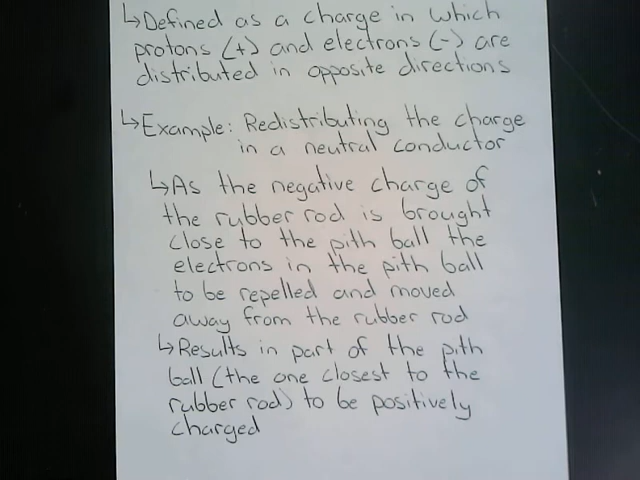 ↳Defined as a charge in which
protons (+) and electrons (-) are
distributed in opposite directions
↳Example: Redistributing the charge
in a neutral conductor
↳As the negative charge of
the rubber rod is brought
close to the pith ball the
electrons in the pith ball
to be repelled and moved
away from the rubber rod
↳Results in part of the pith
ball (the one closest to the
rubber rod) to be positively
charged